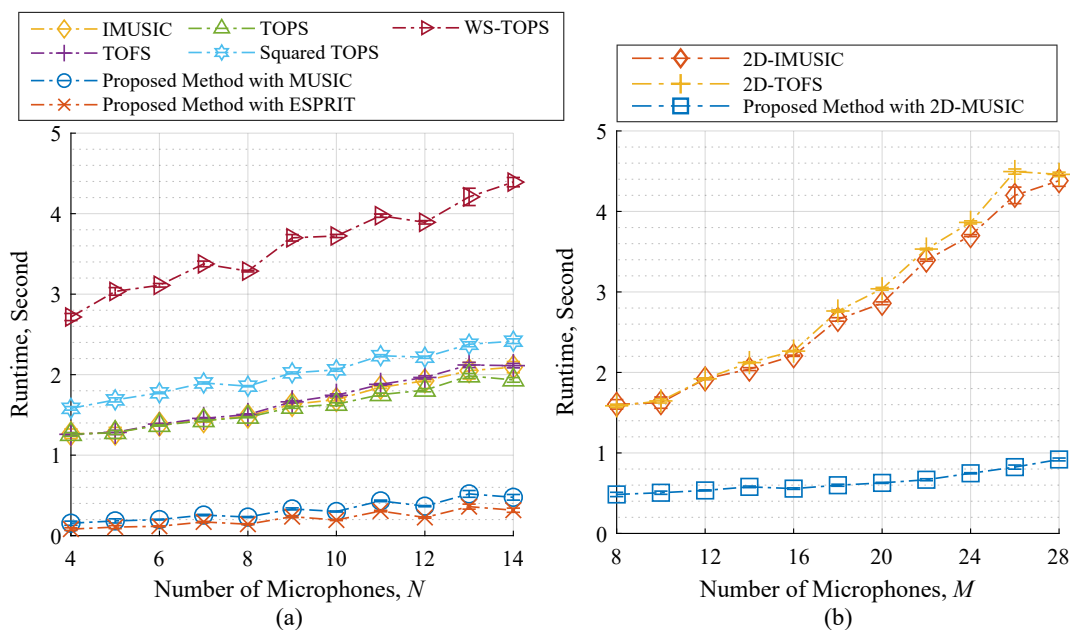 IMUSIC
TOPS
WS-TOPS
TOFS
Squared TOPS
Proposed Method with MUSIC
Proposed Method with ESPRIT
5
4
3
2
1
0
4
6
8
10
12
14
Runtime, Second
Number of Microphones, N
(a)
2D-IMUSIC
2D-TOFS
Proposed Method with 2D-MUSIC
5
4
3
2
1
0
8
12
16
20
24
28
Runtime, Second
Number of Microphones, M
(b)